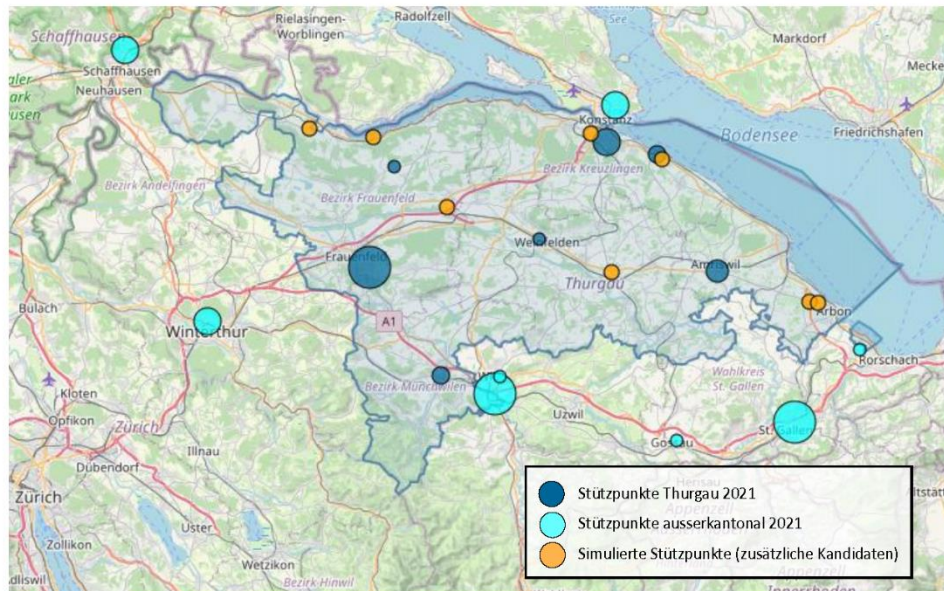 Rielasingen-
Worblingen
Radolfzell
Schaffhausen
Markdorf
Schaffhausen
Neuhausen
Konstanz
Bodensee
Friedrichshafen
Bezirk Andelfingen
Bezirk Kreuzlingen
Bezirk Frauenfeld
Weinfelden
Frauenfeld
Amriswil
Thurgau
Bülach
Winterthur
A1
Arbon
Rorschach
Wahlkreis
St. Gallen
Kloten
Bezirk Münchwilen
Opfikon
Zürich
Uzwil
Illnau
Gossau
St. Gallen
Dübendorf
Zürich
Uster
Stützpunkte Thurgau 2021
Stützpunkte ausserkantonal 2021
Simulierte Stützpunkte (zusätzliche Kandidaten)
Zollikon
Wetzikon
Bezirk Hinwil